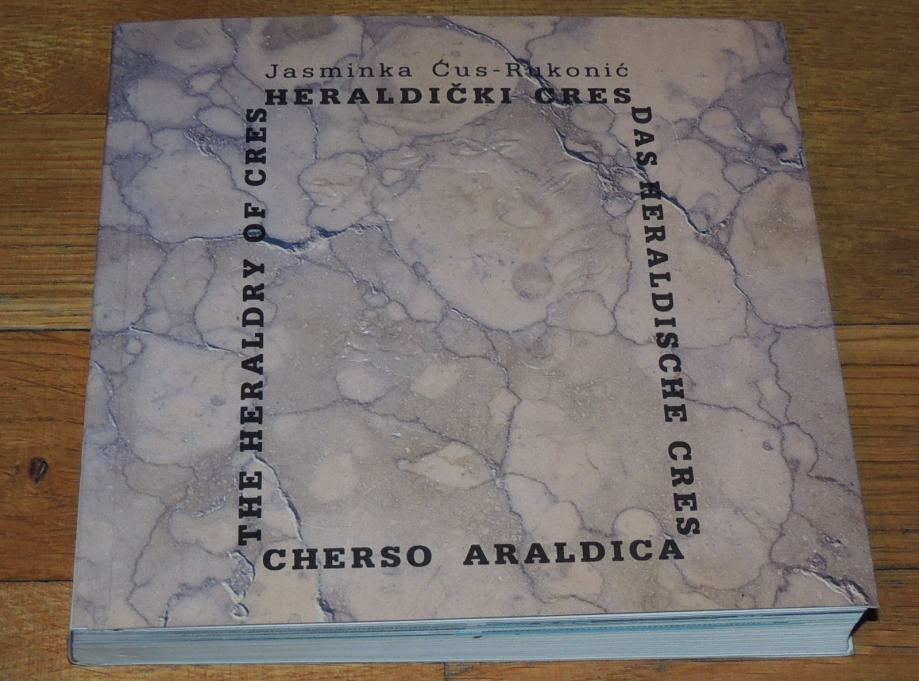 Jasminka Ćus-Rukonić
HERALDIČKI CRES
THE HERALDRY OF CRES
DAS HERALDISCHE CRES
CHERSO ARALDICA